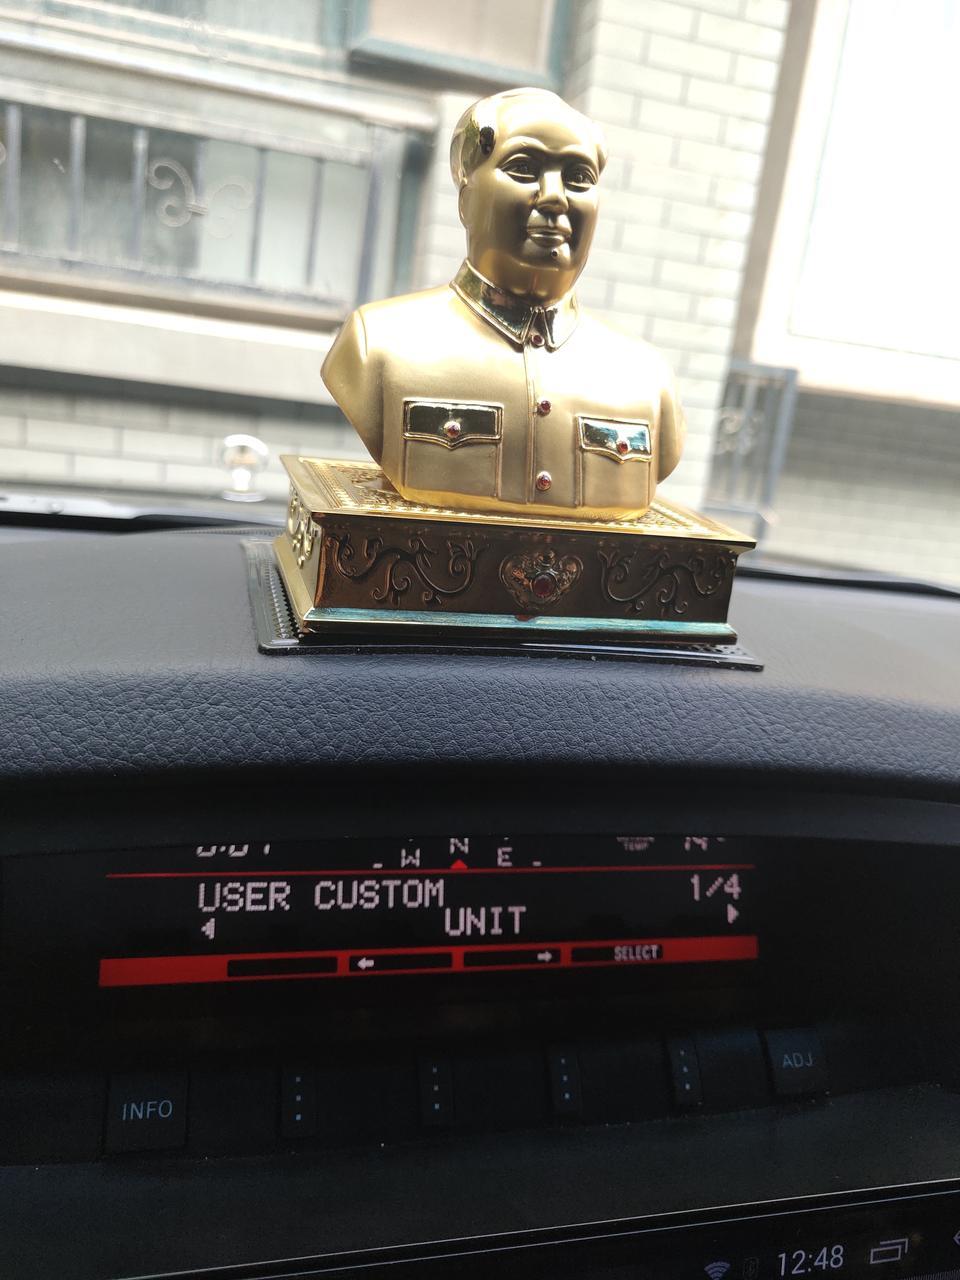 N
W E
USER CUSTOM 1/4
UNIT
SELECT
INFO
ADJ
12:48